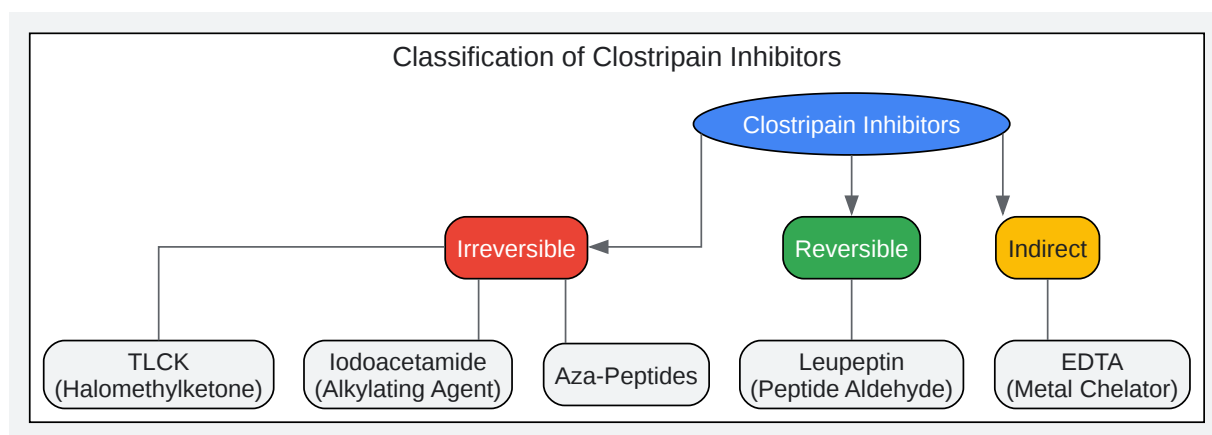 Classification of Clostripain Inhibitors
Clostripain Inhibitors
Irreversible
Reversible
Indirect
TLCK
(Halomethylketone)
Iodoacetamide
(Alkylating Agent)
Aza-Peptides
Leupeptin
(Peptide Aldehyde)
EDTA
(Metal Chelator)